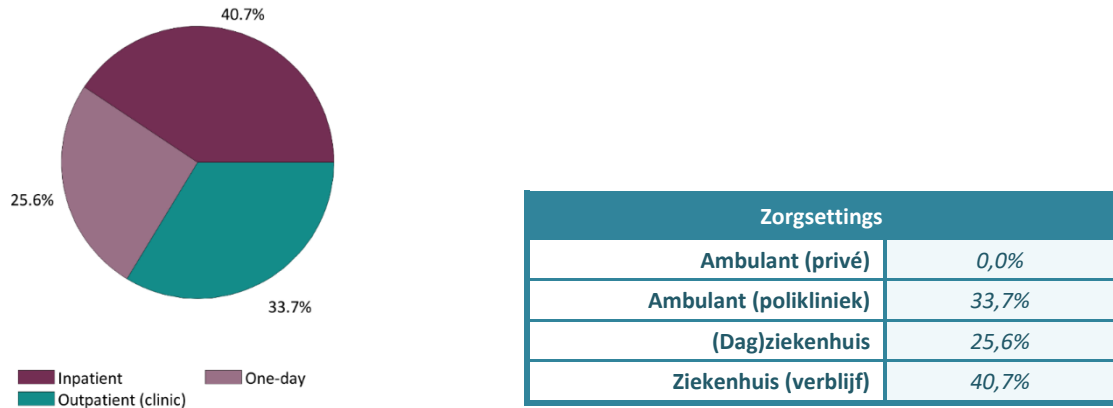 40.7%
25.6%
33.7%
Inpatient One-day
Outpatient (clinic)
Zorgsettings
Ambulant (privé) 0,0%
Ambulant (polikliniek) 33,7%
(Dag)ziekenhuis 25,6%
Ziekenhuis (verblijf) 40,7%